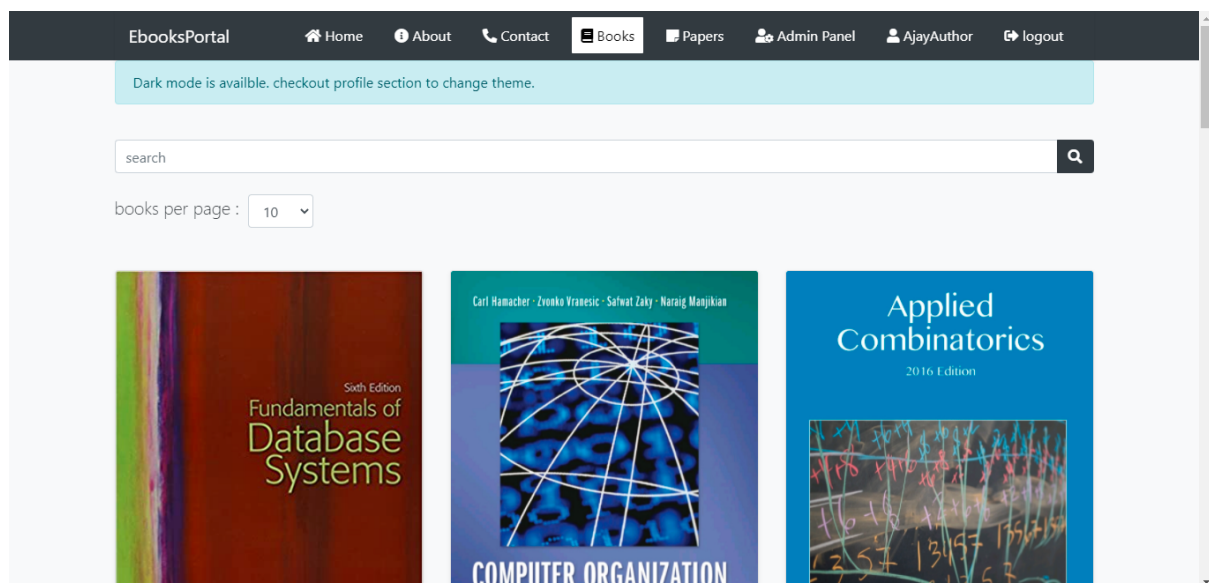 EbooksPortal Home About Contact Books Papers Admin Panel AjayAuthor logout
Dark mode is availble. checkout profile section to change theme.
search
books per page : 10
Sixth Edition
Fundamentals of
Database
Systems
Carl Hamacher · Zvonko Vranesic · Safwat Zaky · Naraig Manjikian
COMPUTER ORGANIZATION
Applied
Combinatorics
2016 Edition